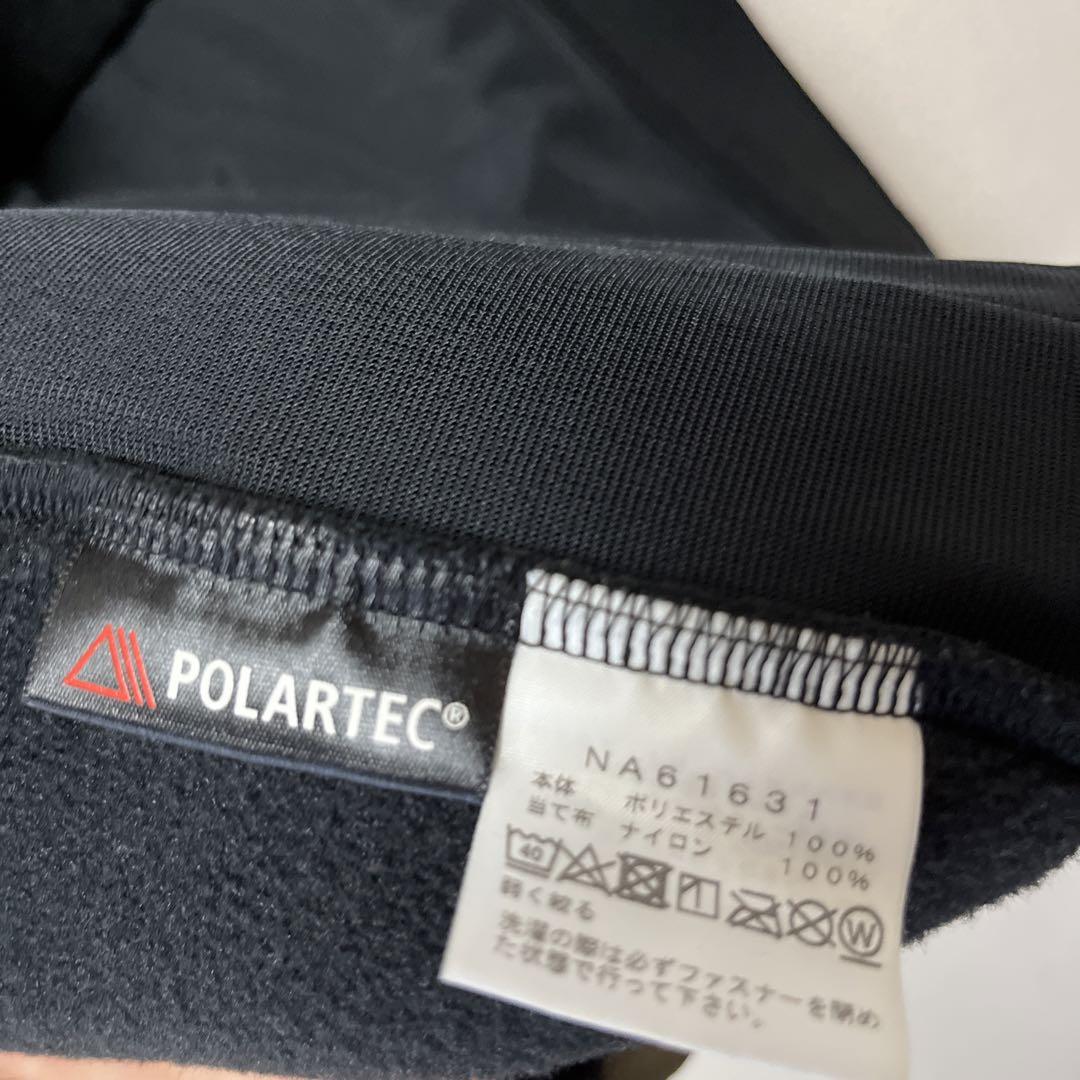 POLARTEC®
NA61631
本体 ポリエステル 100%
当て布 ナイロン 100%
40
W
軽く絞る
洗濯の際は必ずファスナーを閉め
た状態で行って下さい。